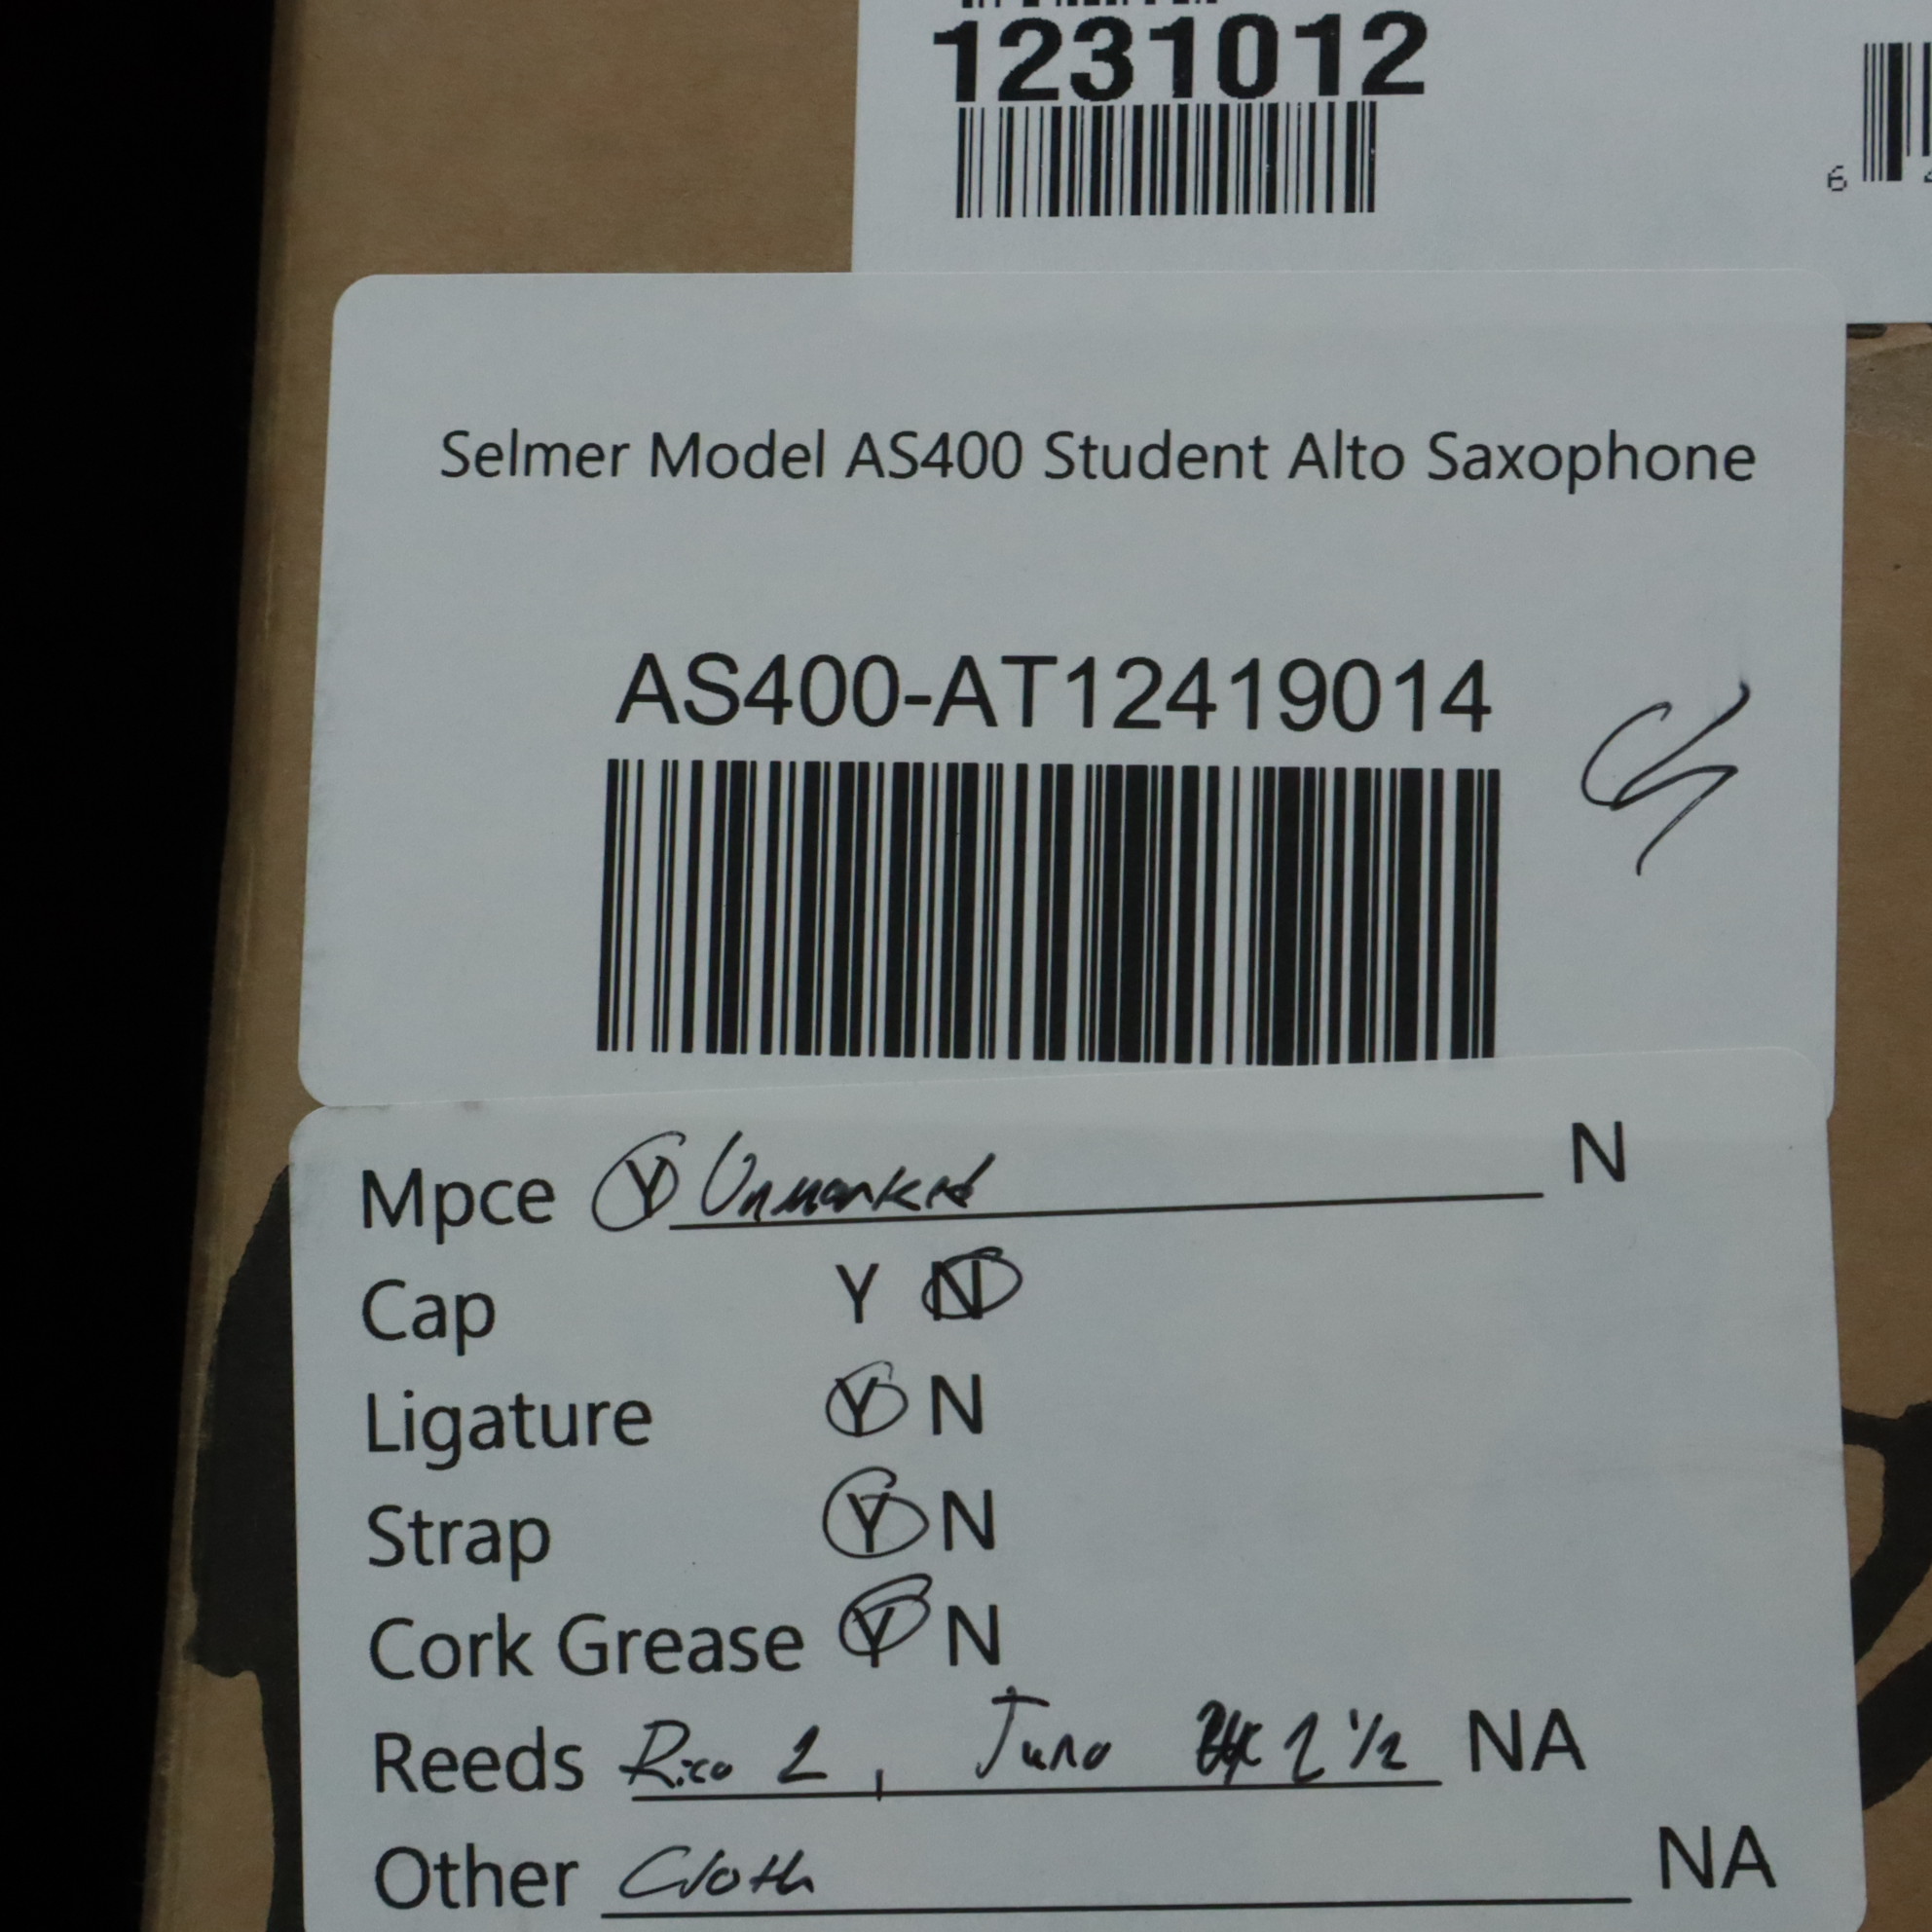 1231012
6
Selmer Model AS400 Student Alto Saxophone
AS400-AT12419014
Mpce Y Unmarked N
Cap Y N
Ligature Y N
Strap Y N
Cork Grease Y N
Reeds Rico 2, Juno 2 1/2 NA
Other Cloth NA